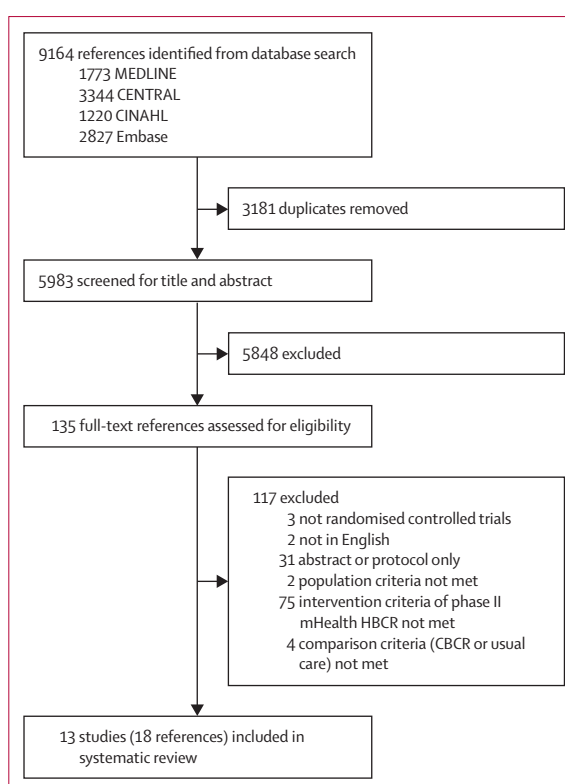 9164 references identified from database search
1773 MEDLINE
3344 CENTRAL
1220 CINAHL
2827 Embase
3181 duplicates removed
5983 screened for title and abstract
5848 excluded
135 full-text references assessed for eligibility
117 excluded
3 not randomised controlled trials
2 not in English
31 abstract or protocol only
2 population criteria not met
75 intervention criteria of phase II
mHealth HBCR not met
4 comparison criteria (CBCR or usual
care) not met
13 studies (18 references) included in
systematic review